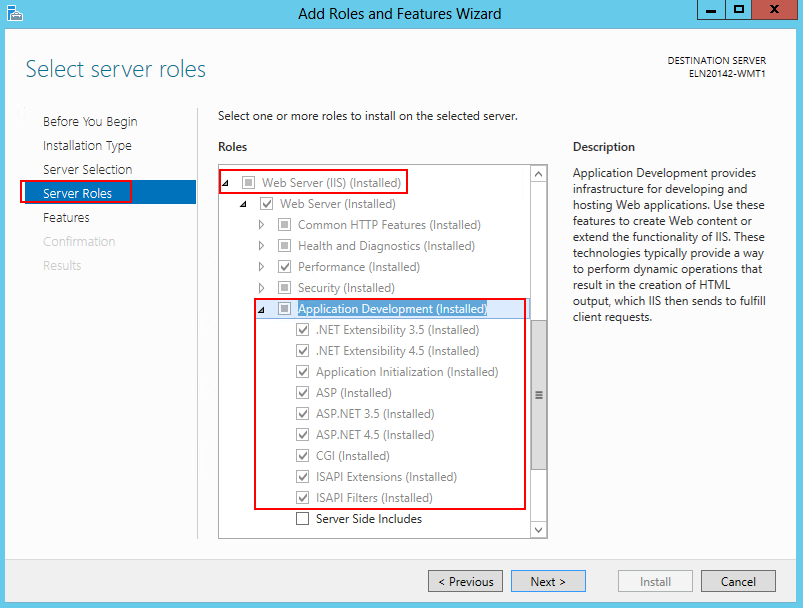 Add Roles and Features Wizard
Select server roles
DESTINATION SERVER
ELN20142-WMT1
Before You Begin
Installation Type
Server Selection
Server Roles
Features
Confirmation
Results
Select one or more roles to install on the selected server.
Roles
Web Server (IIS) (Installed)
Web Server (Installed)
Common HTTP Features (Installed)
Health and Diagnostics (Installed)
Performance (Installed)
Security (Installed)
Application Development (Installed)
.NET Extensibility 3.5 (Installed)
.NET Extensibility 4.5 (Installed)
Application Initialization (Installed)
ASP (Installed)
ASP.NET 3.5 (Installed)
ASP.NET 4.5 (Installed)
CGI (Installed)
ISAPI Extensions (Installed)
ISAPI Filters (Installed)
Server Side Includes
Description
Application Development provides
infrastructure for developing and
hosting Web applications. Use these
features to create Web content or
extend the functionality of IIS. These
technologies typically provide a way
to perform dynamic operations that
result in the creation of HTML
output, which IIS then sends to fulfill
client requests.
< Previous
Next >
Install
Cancel